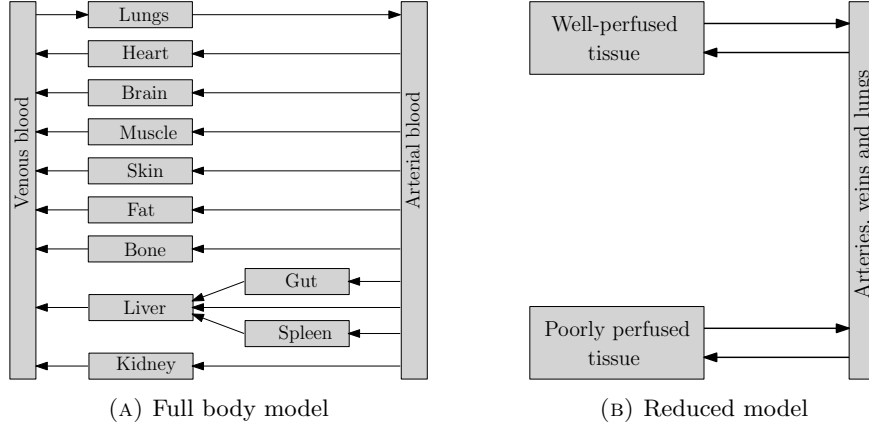 Venous blood
Lungs
Heart
Brain
Muscle
Skin
Fat
Bone
Gut
Liver
Spleen
Kidney
Arterial blood
(A) Full body model
Well-perfused
tissue
Poorly perfused
tissue
Arteries, veins and lungs
(B) Reduced model